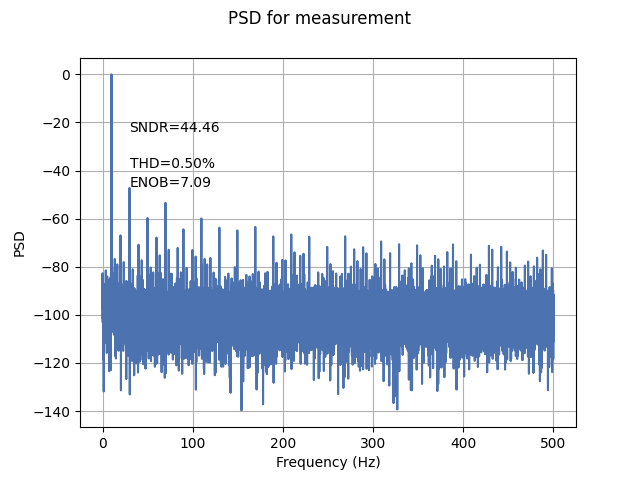 PSD for measurement
0
−20
−40
−60
−80
−100
−120
−140
PSD
SNDR=44.46
THD=0.50%
ENOB=7.09
0
100
200
300
400
500
Frequency (Hz)